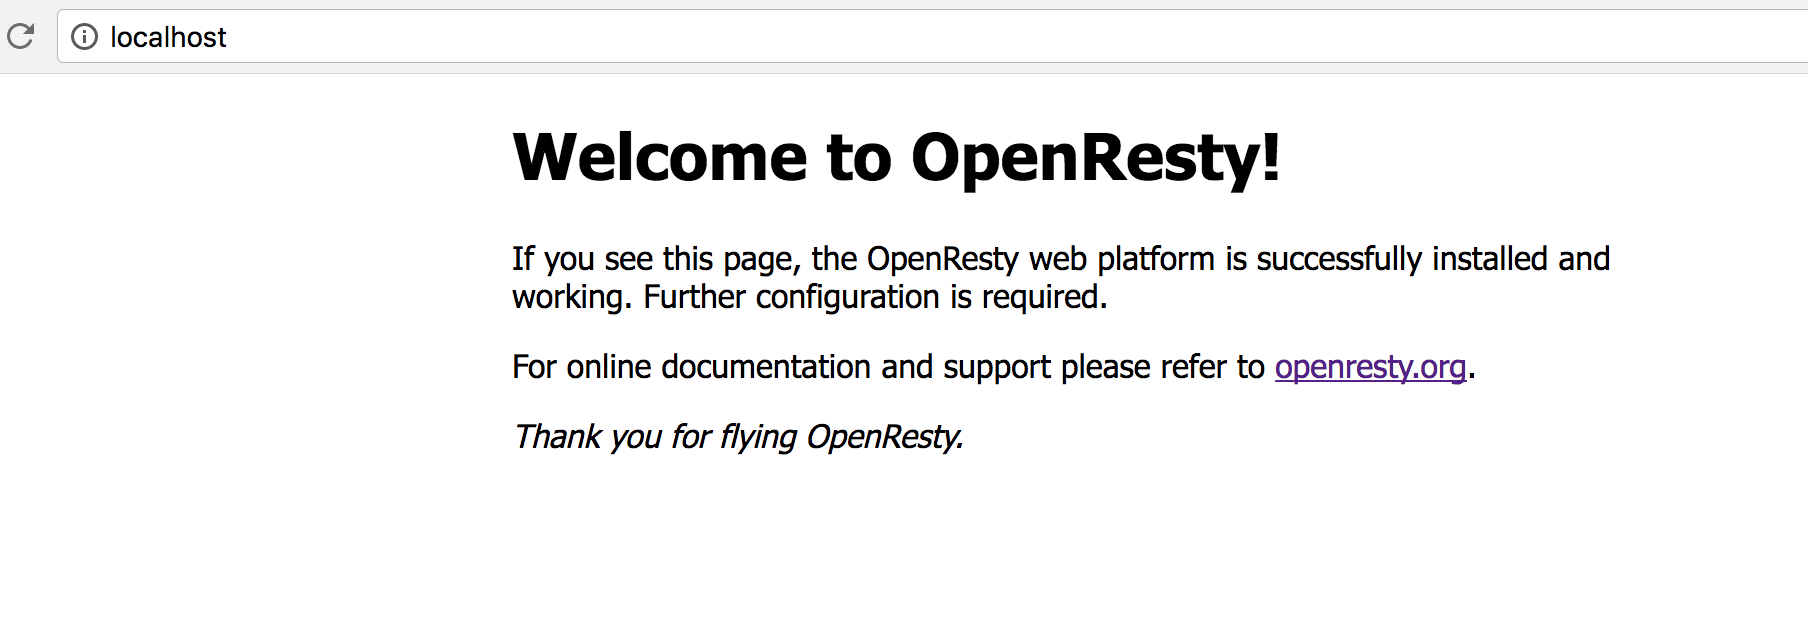 localhost
Welcome to OpenResty!
If you see this page, the OpenResty web platform is successfully installed and
working. Further configuration is required.
For online documentation and support please refer to openresty.org.
Thank you for flying OpenResty.